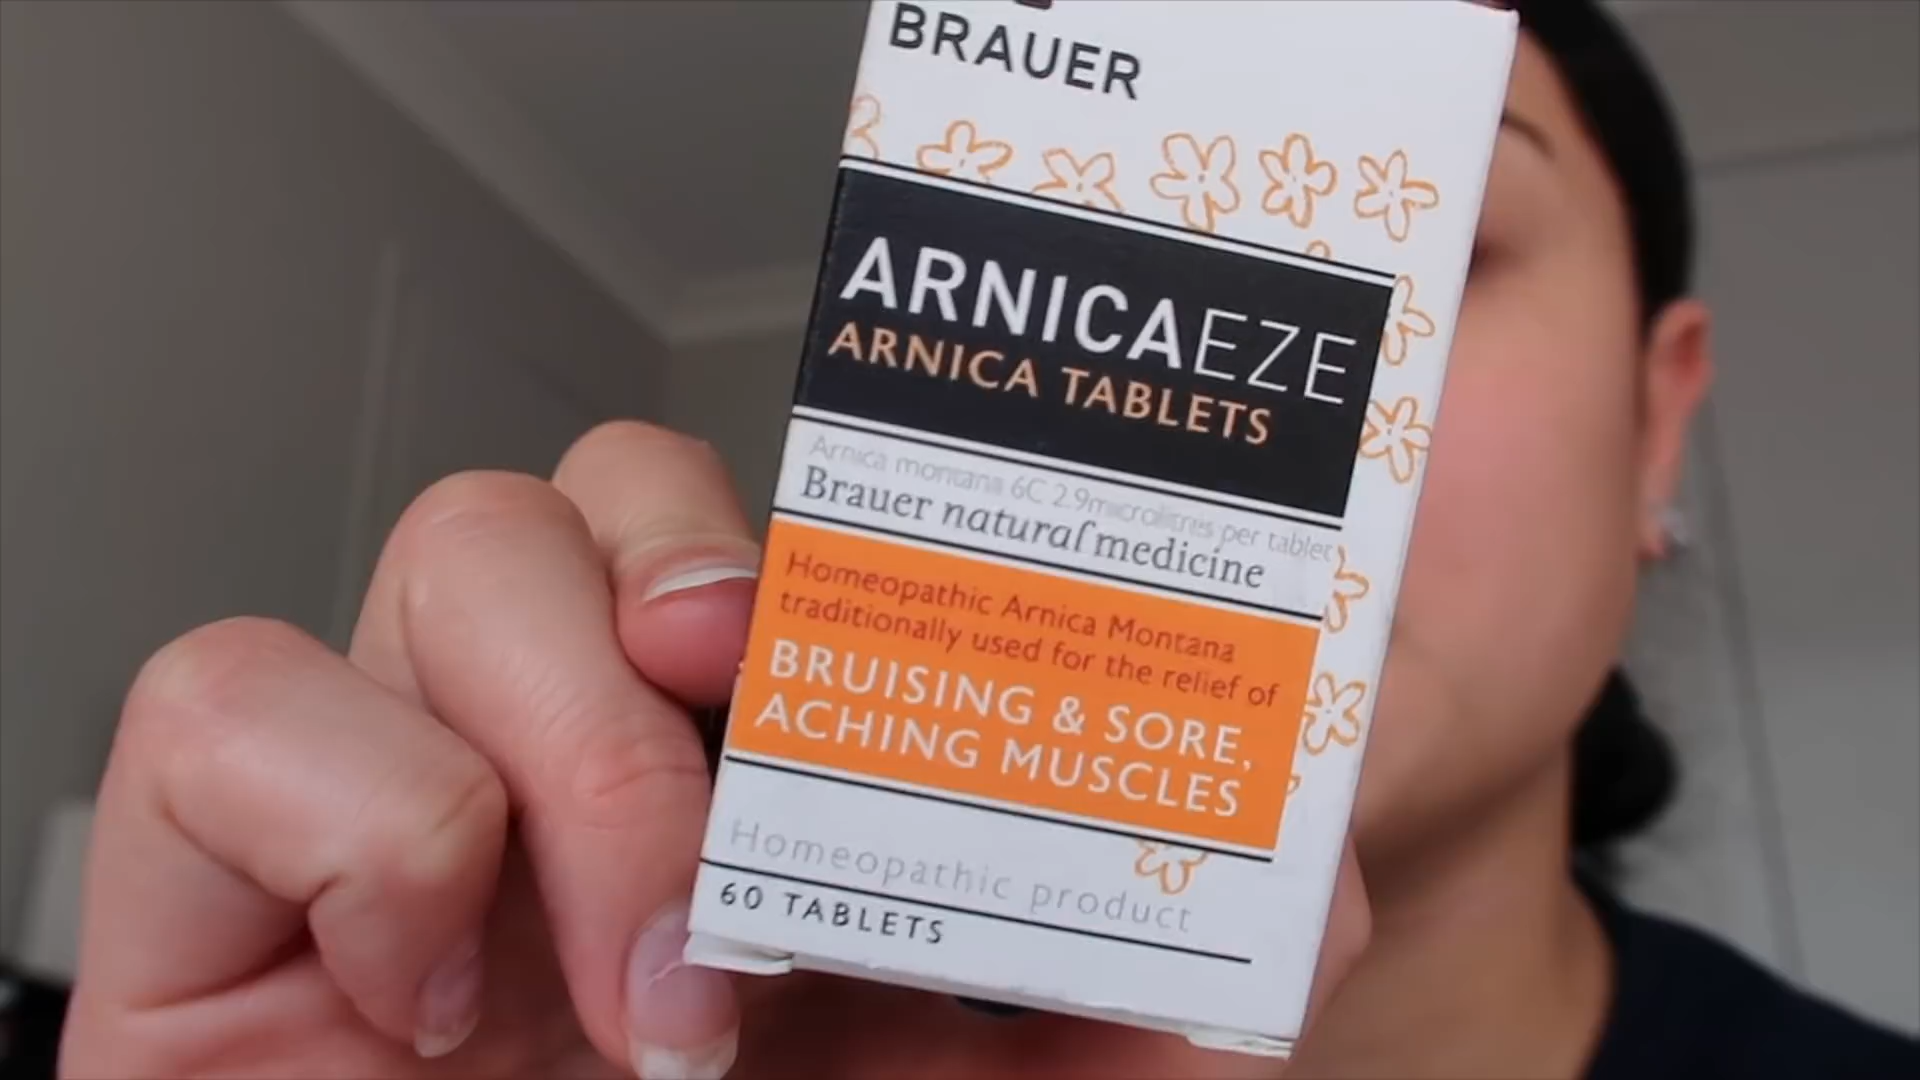 BRAUER
ARNICAEZE
ARNICA TABLETS
Arnica montana 6C 2.9microlitres per tablet
Brauer natural medicine
Homeopathic Arnica Montana
traditionally used for the relief of
BRUISING & SORE,
ACHING MUSCLES
Homeopathic product
60 TABLETS